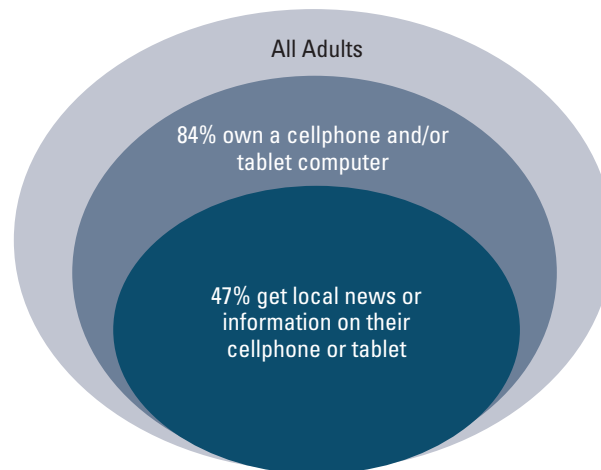 All Adults
84% own a cellphone and/or
tablet computer
47% get local news or
information on their
cellphone or tablet